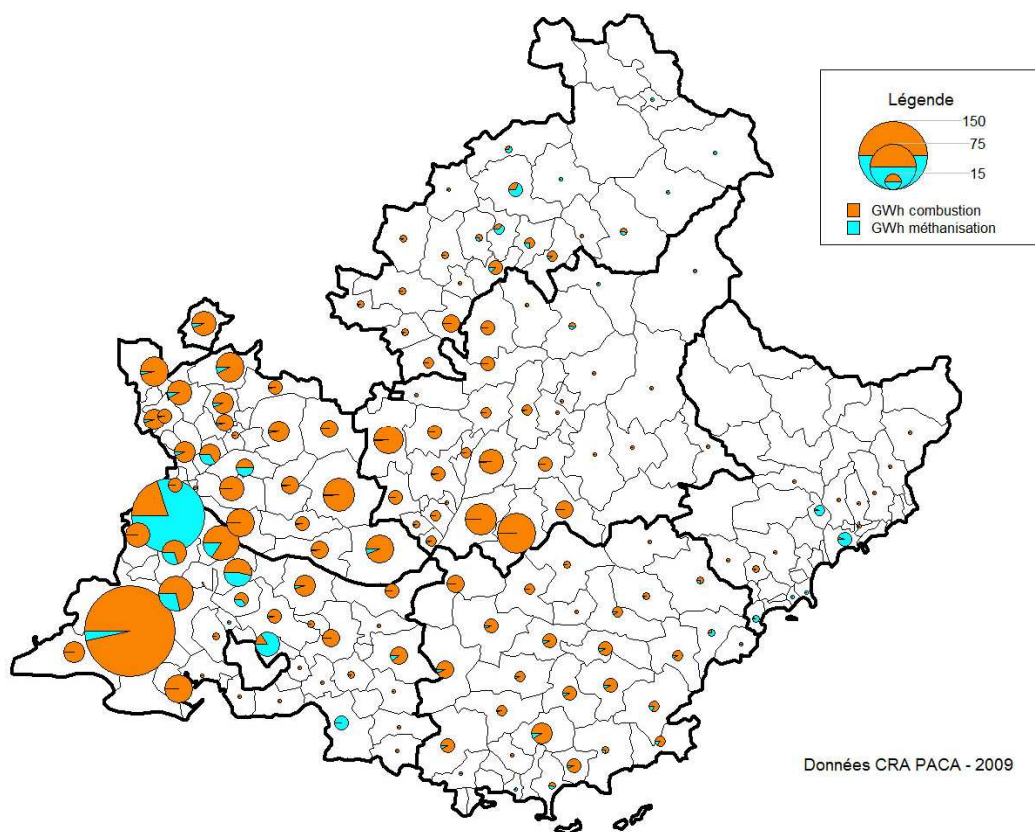 Légende
150
75
15
GWh combustion
GWh méthanisation
Données CRA PACA - 2009